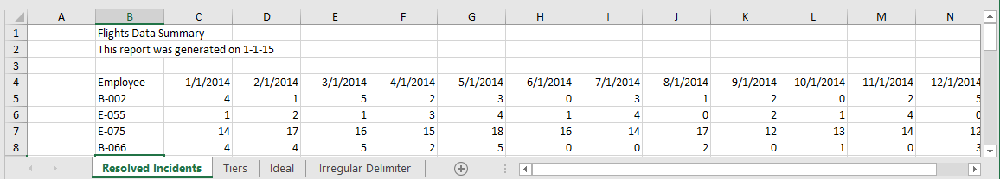 A B C D E F G H I J K L M N
1 Flights Data Summary
2 This report was generated on 1-1-15
3
4 Employee 1/1/2014 2/1/2014 3/1/2014 4/1/2014 5/1/2014 6/1/2014 7/1/2014 8/1/2014 9/1/2014 10/1/2014 11/1/2014 12/1/2014
5 B-002 4 1 5 2 3 0 3 1 2 0 2 5
6 E-055 1 2 1 3 4 1 4 0 2 1 4 0
7 E-075 14 17 16 15 18 16 14 17 12 13 14 12
8 B-066 4 4 5 2 5 0 0 2 0 1 0 3
Resolved Incidents Tiers Ideal Irregular Delimiter